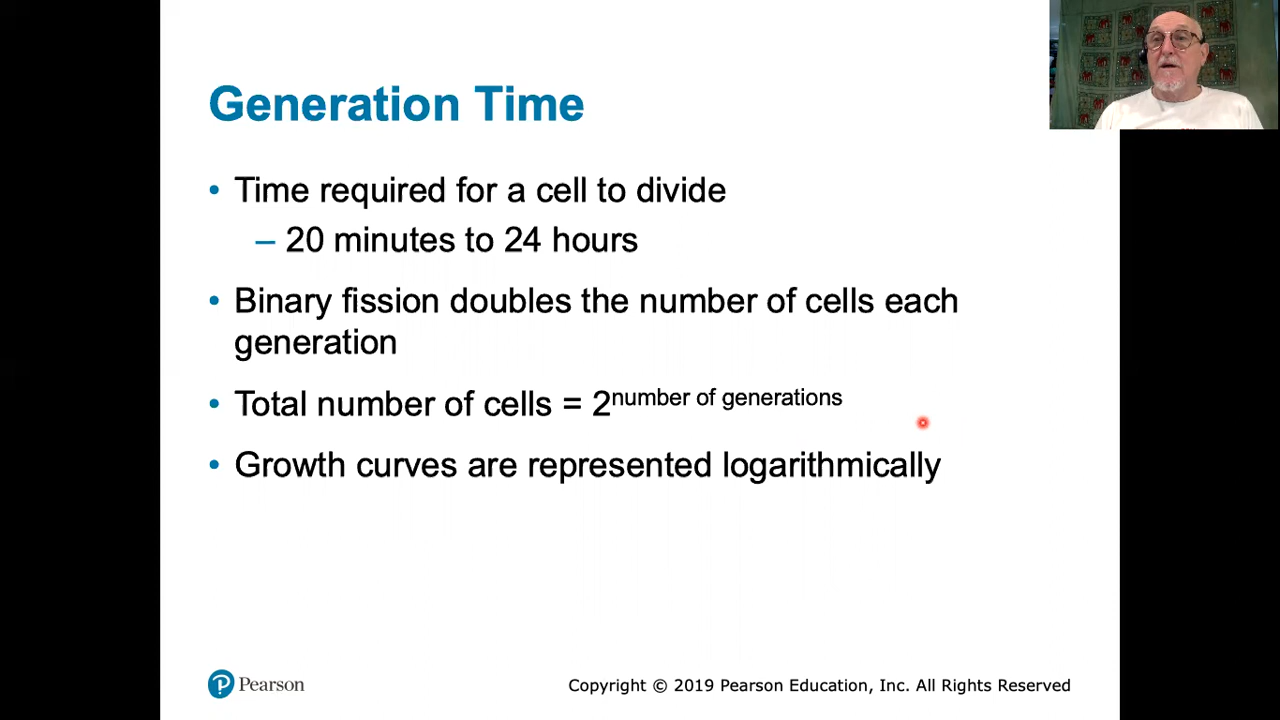 Generation Time
• Time required for a cell to divide
– 20 minutes to 24 hours
• Binary fission doubles the number of cells each
generation
• Total number of cells = 2^number of generations
• Growth curves are represented logarithmically
Pearson
Copyright © 2019 Pearson Education, Inc. All Rights Reserved